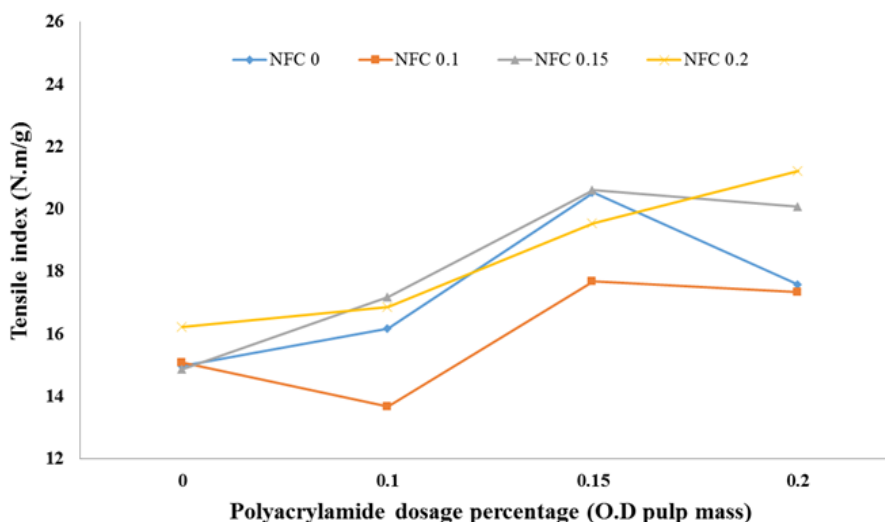 26
NFC 0 NFC 0.1 NFC 0.15 NFC 0.2
24
22
20
18
16
14
12
Tensile index (N.m/g)
0 0.1 0.15 0.2
Polyacrylamide dosage percentage (O.D pulp mass)